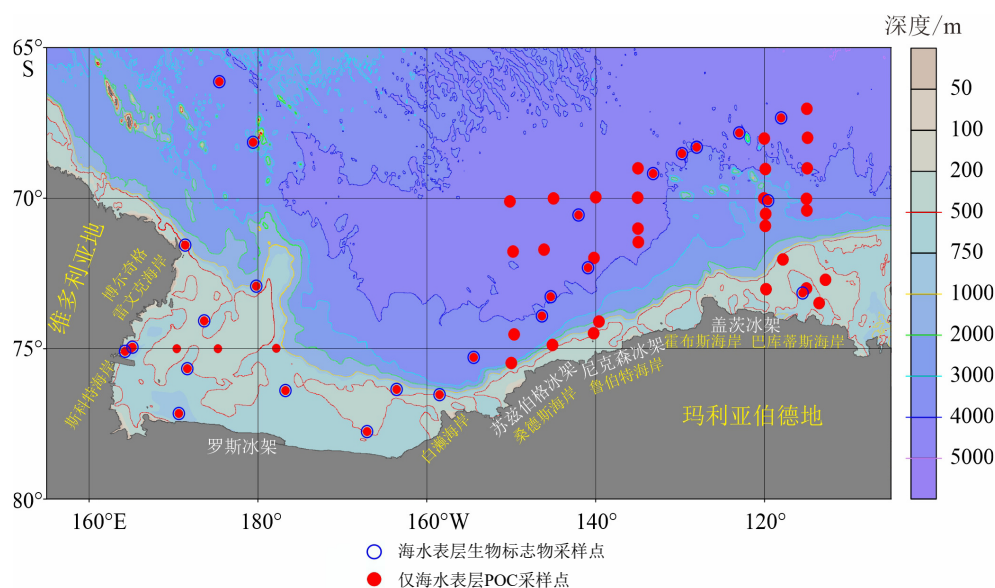 深度/m
65°
S
50
100
200
70°
500
维多利亚地
博尔奇格
雷文克海岸
750
1000
2000
盖茨冰架
75°
霍布斯海岸 巴库蒂斯海岸
尼克森冰架
3000
斯科特海岸
苏兹伯格冰架
鲁伯特海岸
桑德斯海岸
4000
玛利亚伯德地
白濑海岸
罗斯冰架
5000
80°
160°E
180°
160°W
140°
120°
海水表层生物标志物采样点
仅海水表层POC采样点